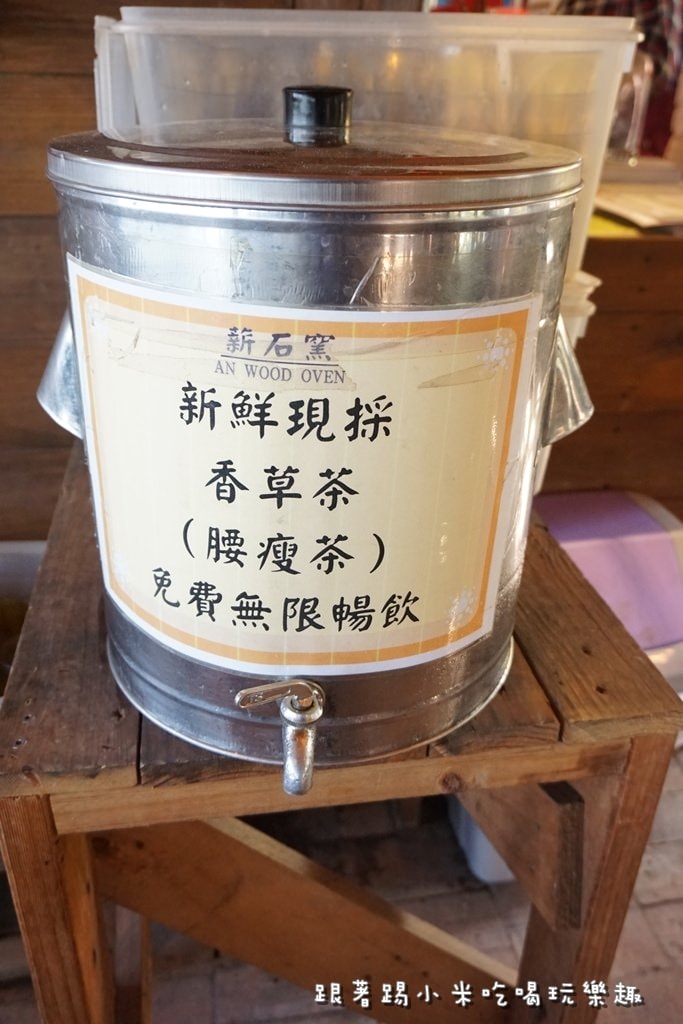 薪石窯
AN WOOD OVEN
新鮮現採
香草茶
(腰瘦茶)
免費無限暢飲
跟著踢小米吃喝玩樂趣